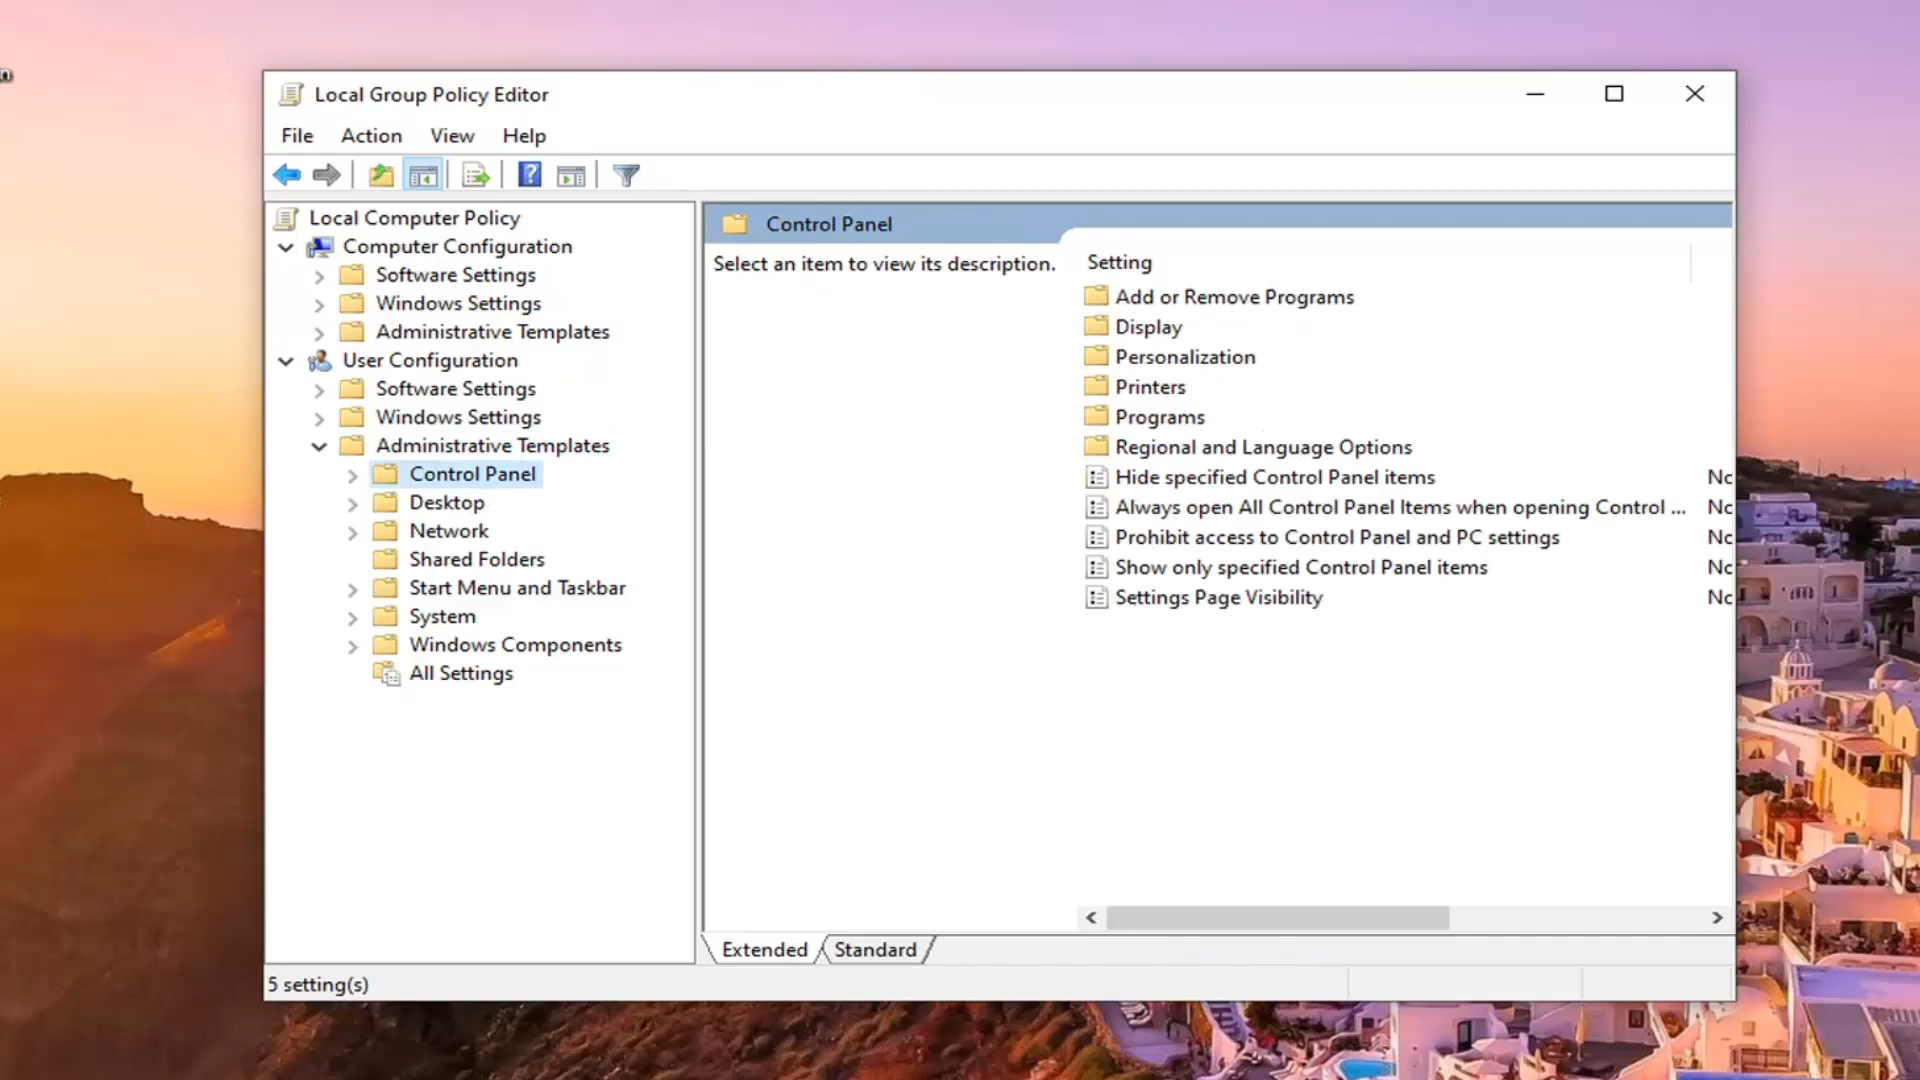 Local Group Policy Editor
File Action View Help
Local Computer Policy
Computer Configuration
Software Settings
Windows Settings
Administrative Templates
User Configuration
Software Settings
Windows Settings
Administrative Templates
Control Panel
Desktop
Network
Shared Folders
Start Menu and Taskbar
System
Windows Components
All Settings
Control Panel
Select an item to view its description.
Setting
Add or Remove Programs
Display
Personalization
Printers
Programs
Regional and Language Options
Hide specified Control Panel items
Always open All Control Panel Items when opening Control ...
Prohibit access to Control Panel and PC settings
Show only specified Control Panel items
Settings Page Visibility
Extended Standard
5 setting(s)